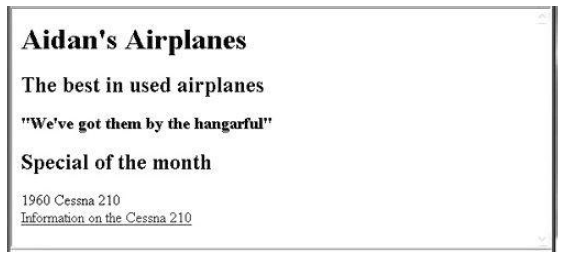 Aidan's Airplanes
The best in used airplanes
"We've got them by the hangarful"
Special of the month
1960 Cessna 210
Information on the Cessna 210